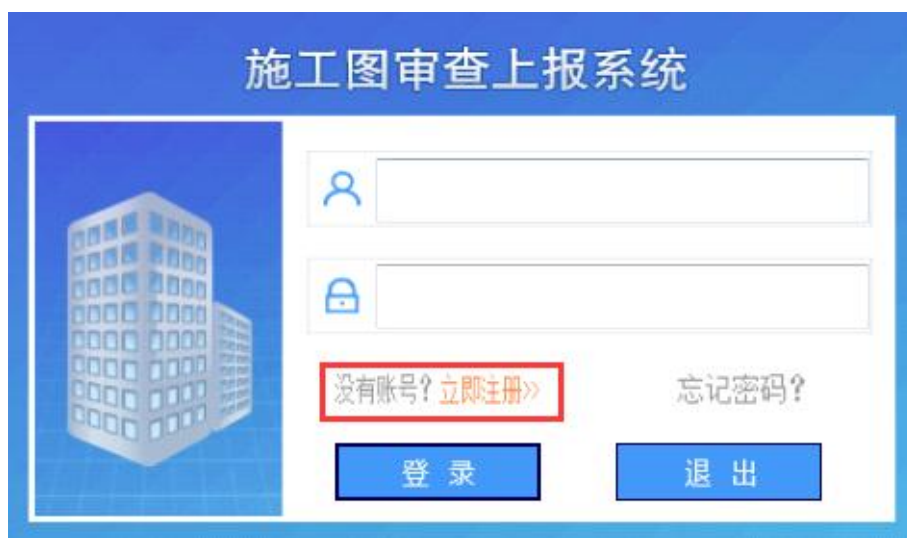 施工图审查上报系统
没有账号？立即注册>>
忘记密码？
登 录
退 出